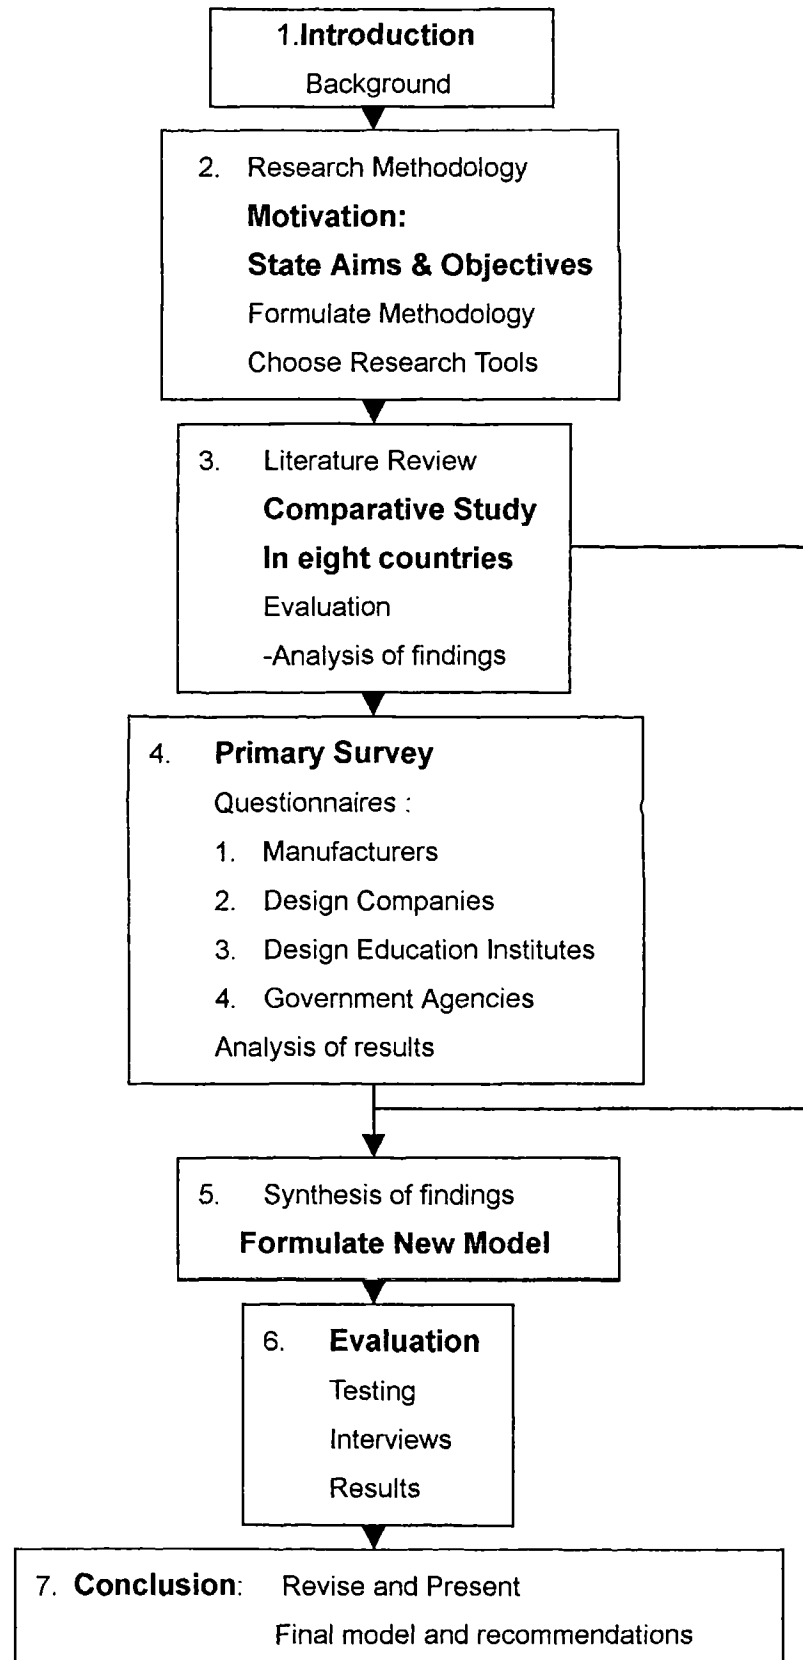 1.Introduction
Background
2. Research Methodology
Motivation:
State Aims & Objectives
Formulate Methodology
Choose Research Tools
3. Literature Review
Comparative Study
In eight countries
Evaluation
-Analysis of findings
4. Primary Survey
Questionnaires :
1. Manufacturers
2. Design Companies
3. Design Education Institutes
4. Government Agencies
Analysis of results
5. Synthesis of findings
Formulate New Model
6. Evaluation
Testing
Interviews
Results
7. Conclusion: Revise and Present
Final model and recommendations